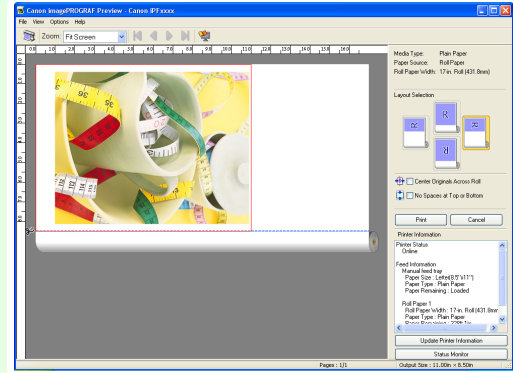 Canon imagePROGRAF Preview - Canon iPFxxxx
File View Options Help
Zoom: Fit Screen
Media Type: Plain Paper
Paper Source: Roll Paper
Roll Paper Width: 17-in. Roll (431.8mm)
Layout Selection
Center Originals Across Roll
No Spaces at Top or Bottom
Print Cancel
Printer Information
Printer Status
Online
Feed Information
Manual feed tray
Paper Size : Letter(8.5"x11")
Paper Type : Plain Paper
Paper Remaining : Loaded
Roll Paper 1
Roll Paper Width : 17-in. Roll (431.8mm
Paper Type : Plain Paper
Update Printer Information
Status Monitor
Pages : 1/1
Output Size : 11.00in × 8.50in